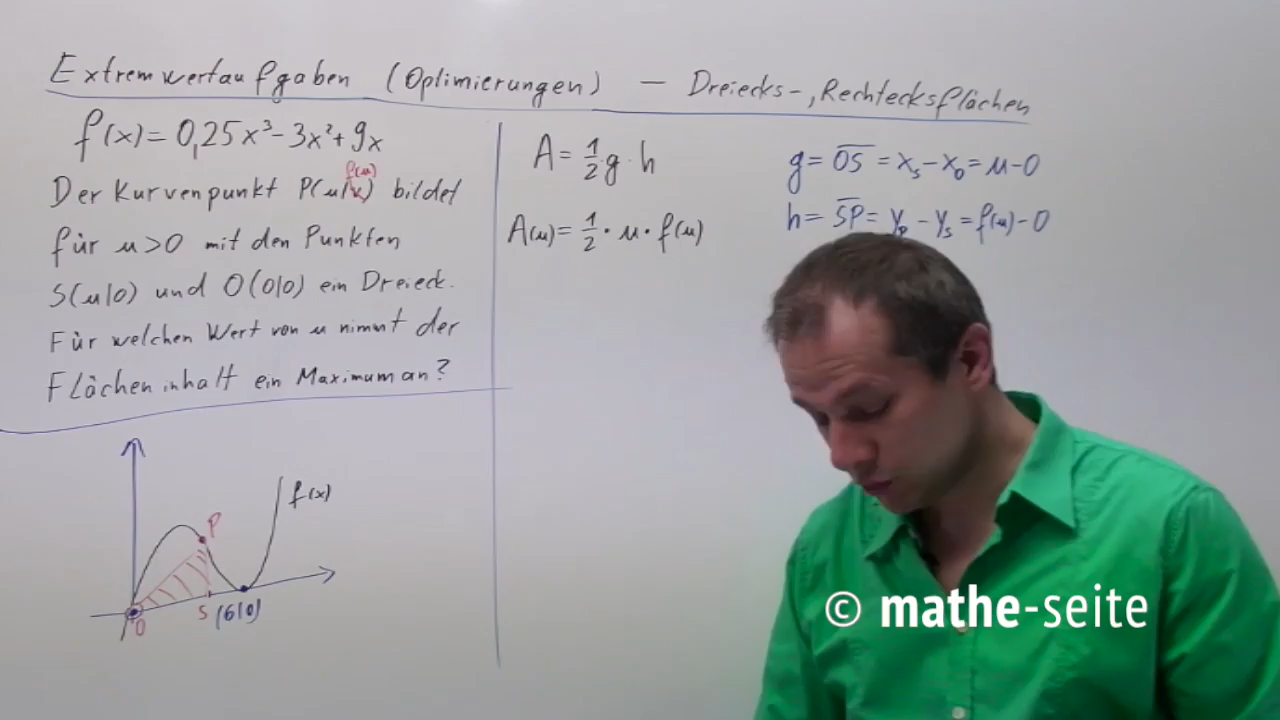 Extremwertaufgaben (Optimierungen) – Dreiecks-, Rechtecksflächen
f(x) = 0,25x³ - 3x² + 9x
f(u)
Der Kurvenpunkt P(u|v) bildet
für u>0 mit den Punkten
S(u|0) und O(0|0) ein Dreieck.
Für welchen Wert von u nimmt der
Flächeninhalt ein Maximum an?
A = 1/2 g · h
A(u) = 1/2 · u · f(u)
g = OS = xₛ - x₀ = u - 0
h = SP = yₚ - yₛ = f(u) - 0
f(x)
P
O
S
(6|0)
© mathe-seite